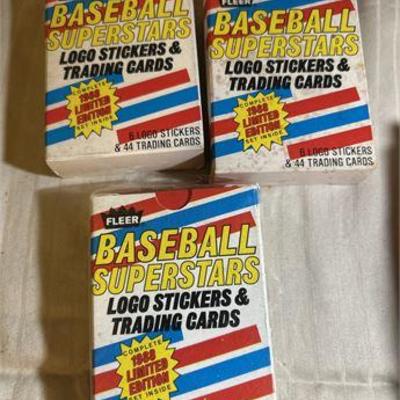 BASEBALL
SUPERSTARS
LOGO STICKERS &
TRADING CARDS
COMPLETE
1988
LIMITED
EDITION
SET INSIDE
6 LOGO STICKERS
& 44 TRADING CARDS
FLEER
BASEBALL
SUPERSTARS
LOGO STICKERS &
TRADING CARDS
COMPLETE
1988
LIMITED
EDITION
SET INSIDE
6 LOGO STICKERS
& 44 TRADING CARDS
FLEER
BASEBALL
SUPERSTARS
LOGO STICKERS &
TRADING CARDS
COMPLETE
1988
LIMITED
EDITION
SET INSIDE